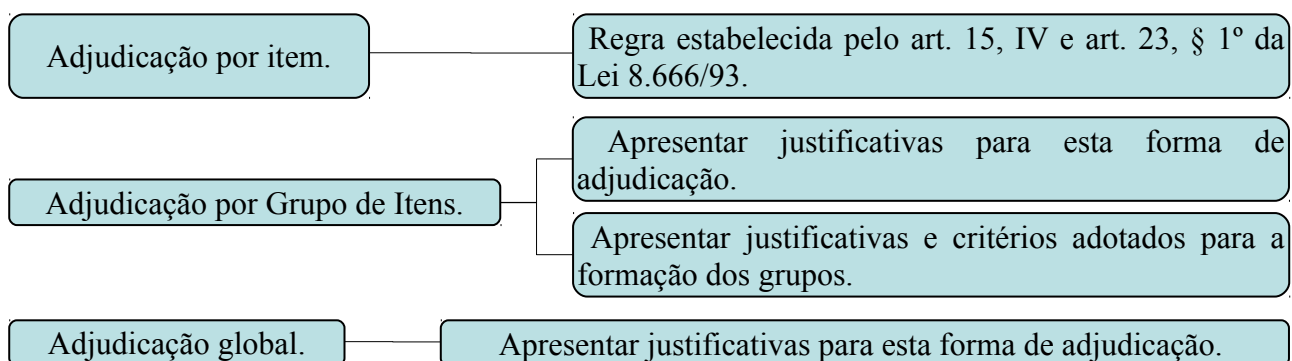 Adjudicação por item.
Regra estabelecida pelo art. 15, IV e art. 23, § 1º da
Lei 8.666/93.
Adjudicação por Grupo de Itens.
Apresentar justificativas para esta forma de
adjudicação.
Apresentar justificativas e critérios adotados para a
formação dos grupos.
Adjudicação global.
Apresentar justificativas para esta forma de adjudicação.